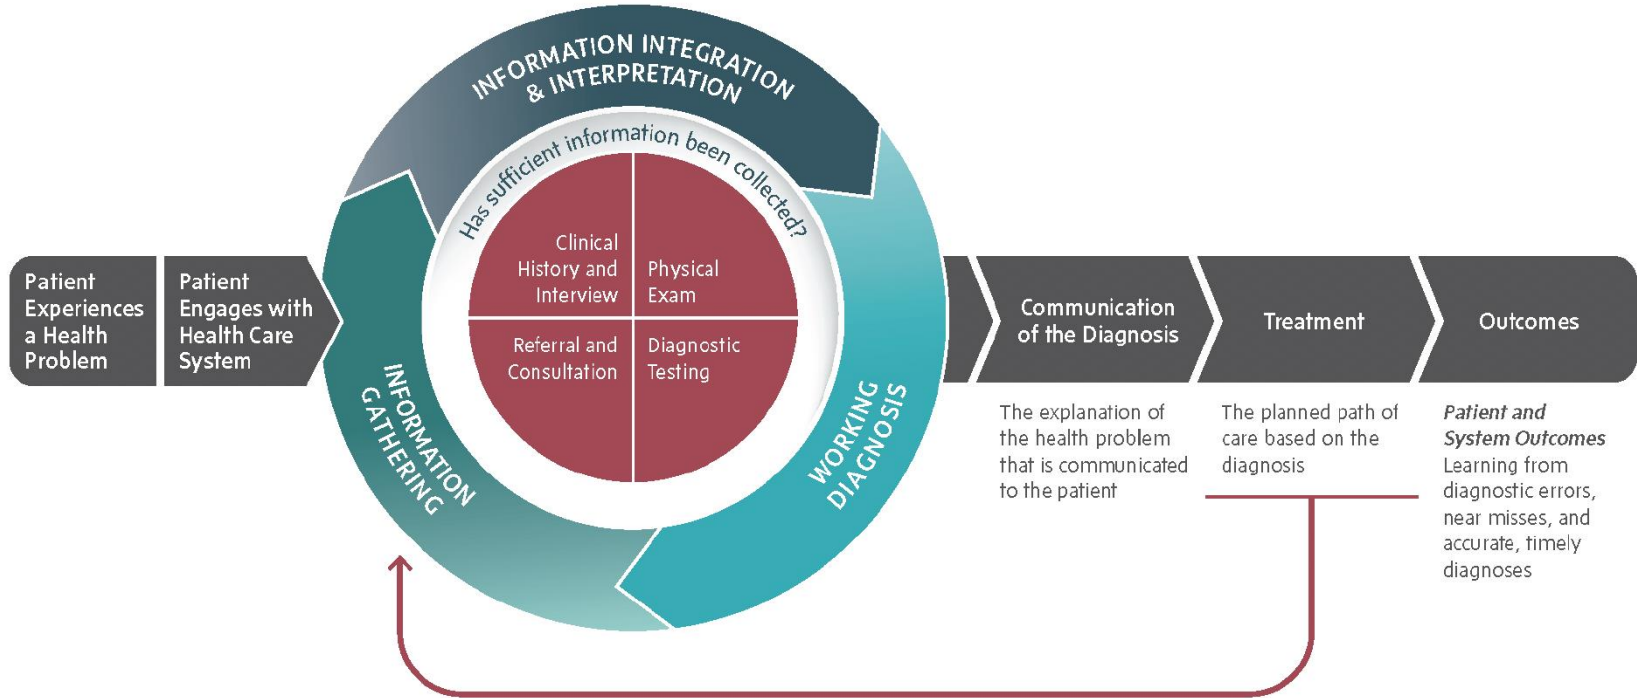 Patient
Experiences
a Health
Problem
Patient
Engages with
Health Care
System
INFORMATION INTEGRATION
& INTERPRETATION
Has sufficient information been collected?
Clinical
History and
Interview
Physical
Exam
Referral and
Consultation
Diagnostic
Testing
INFORMATION
GATHERING
WORKING
DIAGNOSIS
Communication
of the Diagnosis
The explanation of
the health problem
that is communicated
to the patient
Treatment
The planned path of
care based on the
diagnosis
Outcomes
Patient and
System Outcomes
Learning from
diagnostic errors,
near misses, and
accurate, timely
diagnoses